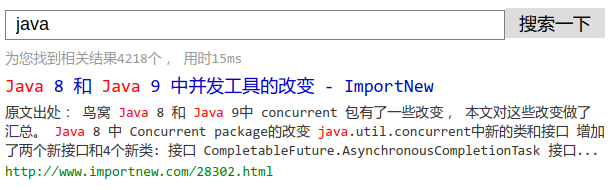 java
搜索一下
为您找到相关结果4218个 , 用时15ms
Java 8 和 Java 9 中并发工具的改变 - ImportNew
原文出处: 鸟窝 Java 8 和 Java 9中 concurrent 包有了一些改变, 本文对这些改变做了
汇总。 Java 8 中 Concurrent package的改变 java.util.concurrent中新的类和接口 增加
了两个新接口和4个新类: 接口 CompletableFuture.AsynchronousCompletionTask 接口...
http://www.importnew.com/28302.html